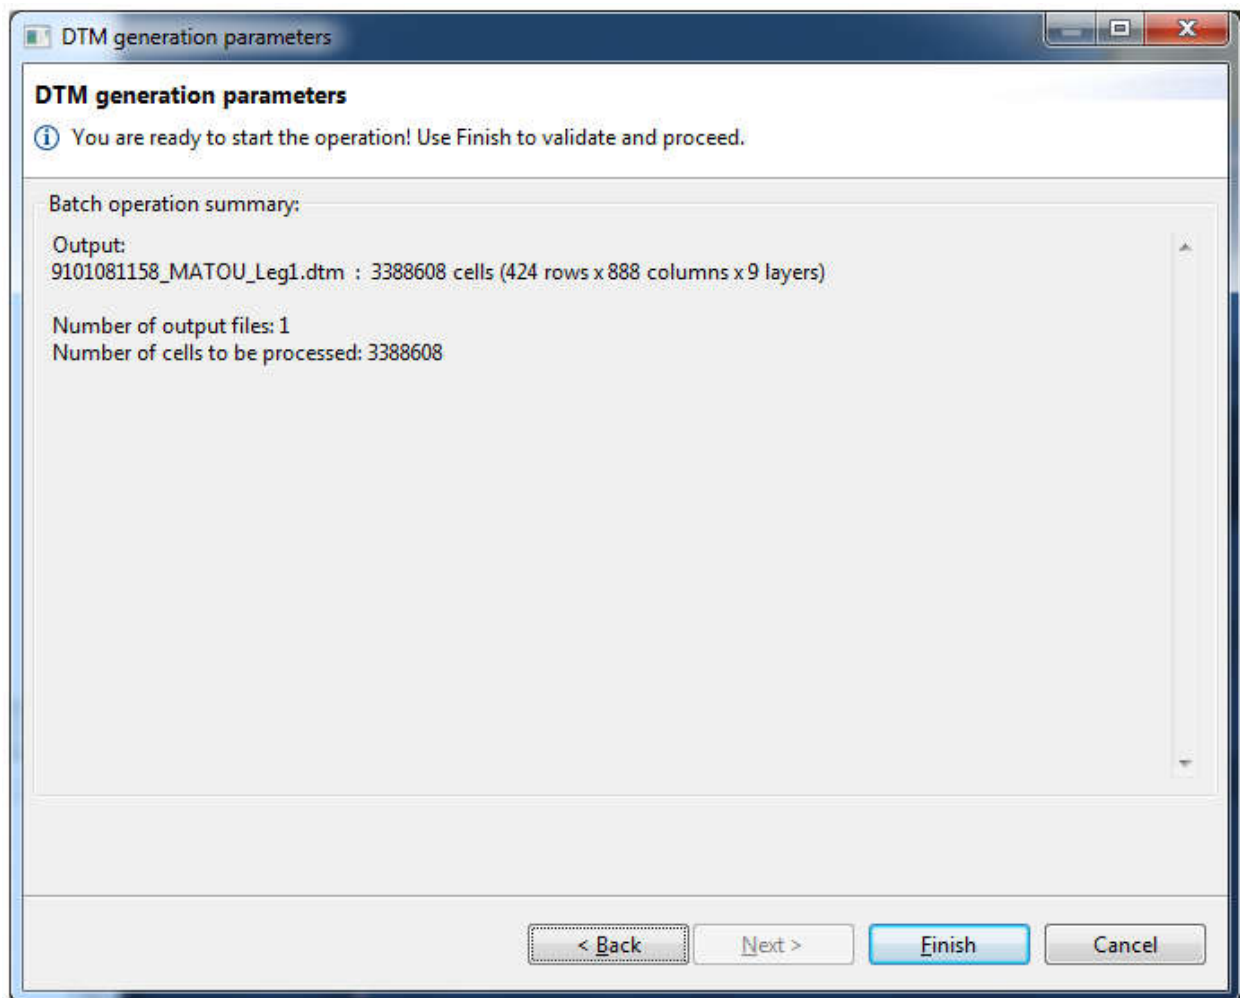 DTM generation parameters
DTM generation parameters
You are ready to start the operation! Use Finish to validate and proceed.
Batch operation summary:
Output:
9101081158_MATOU_Leg1.dtm : 3388608 cells (424 rows x 888 columns x 9 layers)
Number of output files: 1
Number of cells to be processed: 3388608
< Back Next > Finish Cancel